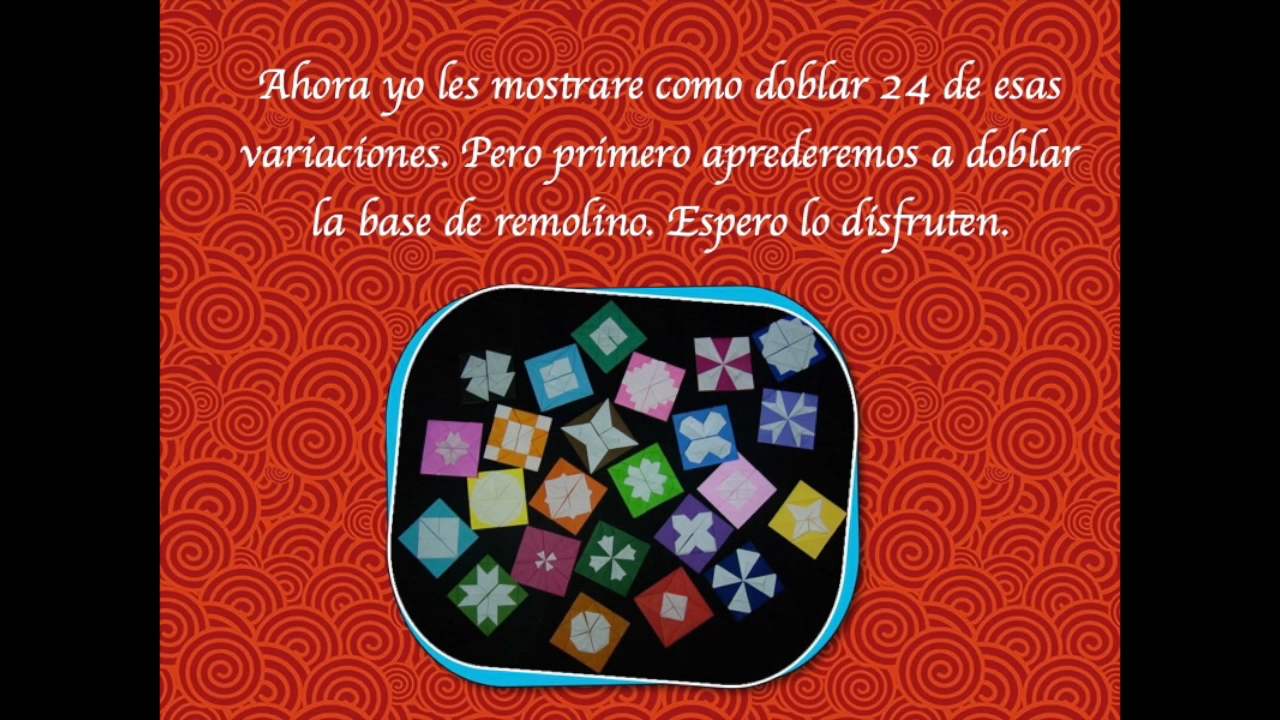 Ahora yo les mostrare como doblar 24 de esas
variaciones. Pero primero aprederemos a doblar
la base de remolino. Espero lo disfruten.